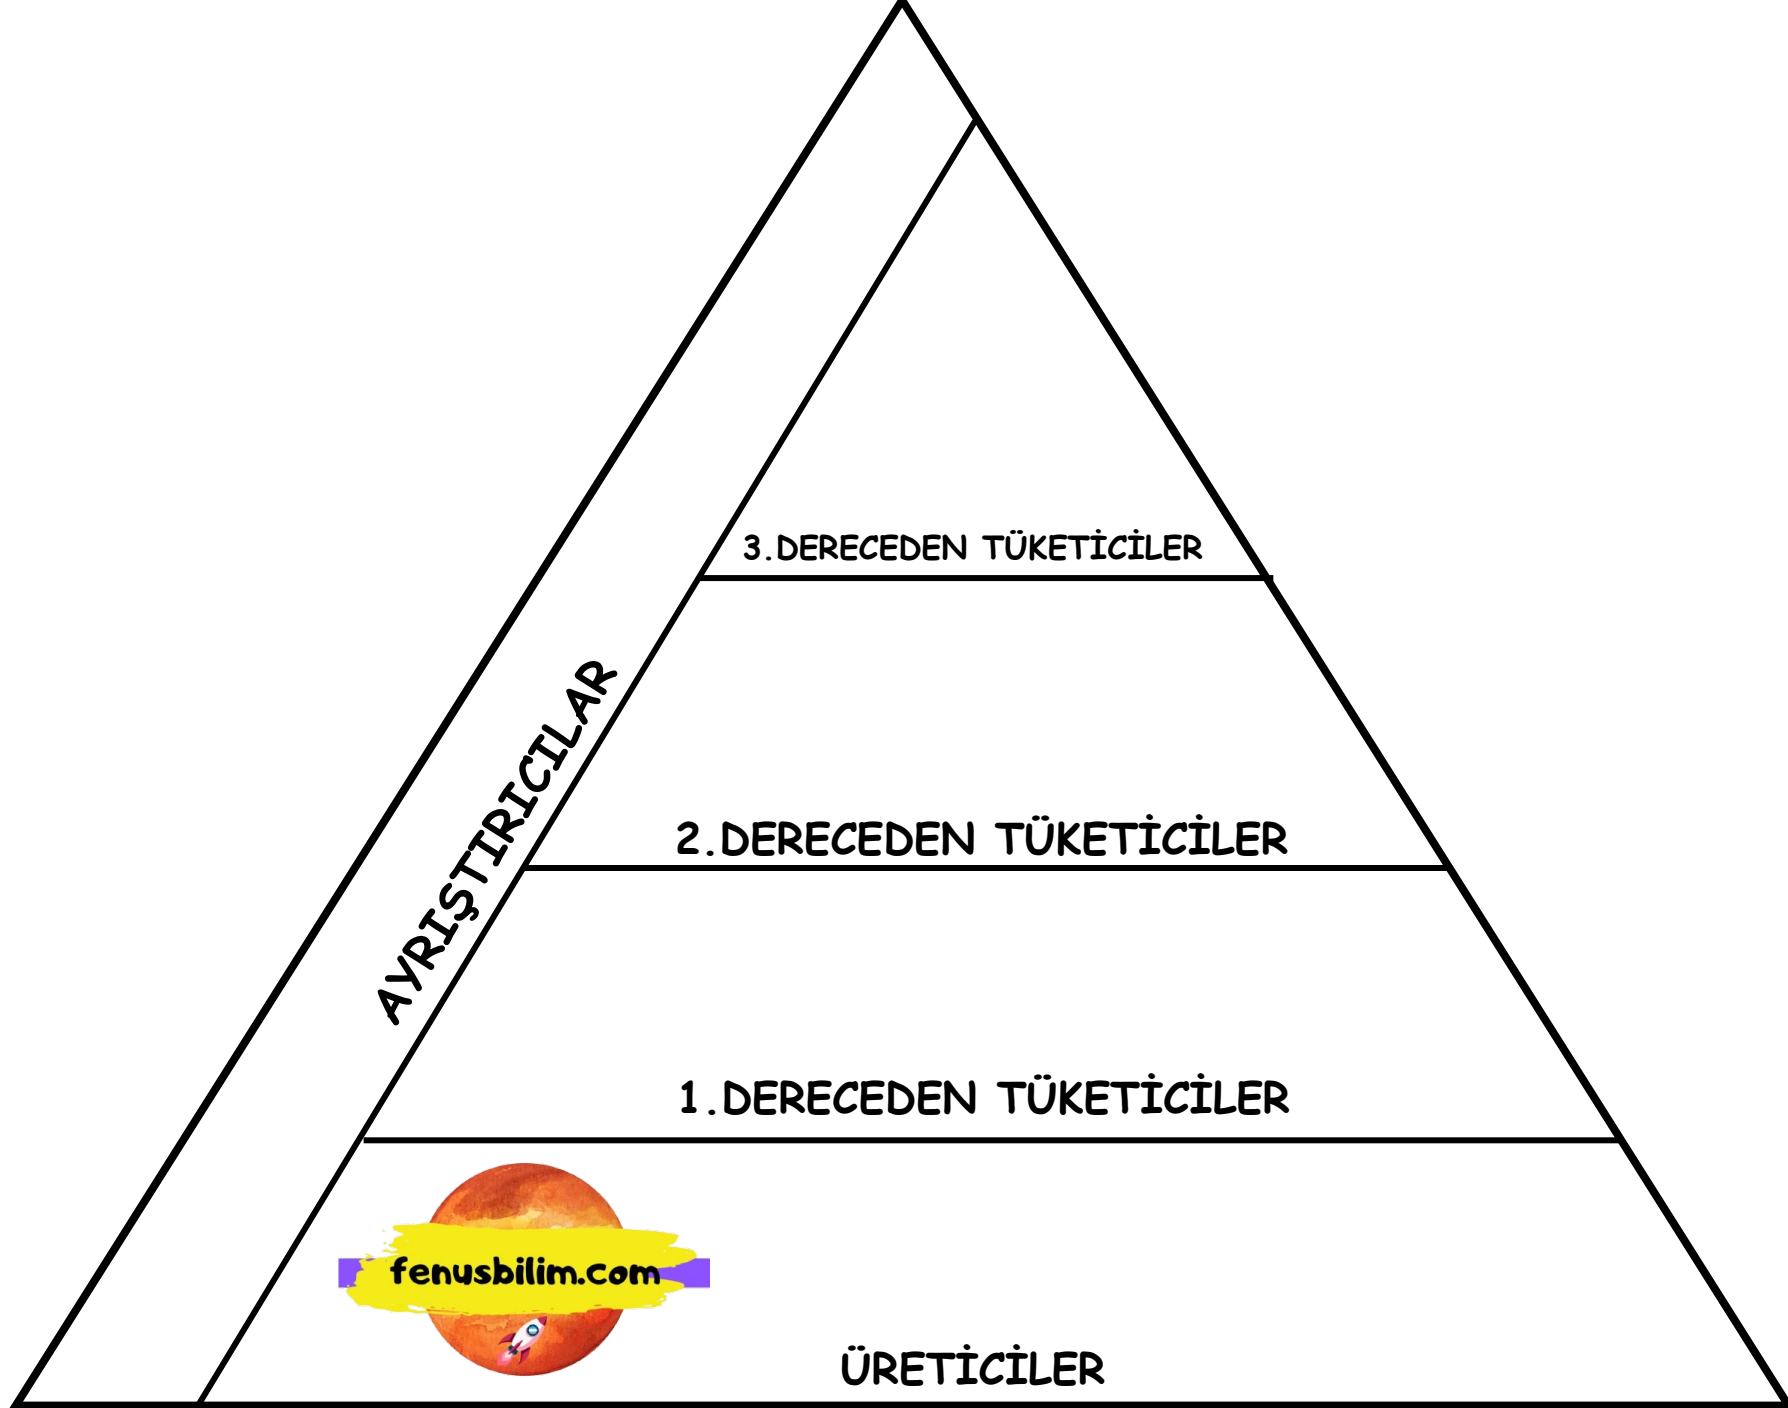 3.DERECEDEN TÜKETİCİLER
AYRIŞTIRICILAR
2.DERECEDEN TÜKETİCİLER
1.DERECEDEN TÜKETİCİLER
fenusbilim.com
ÜRETİCİLER